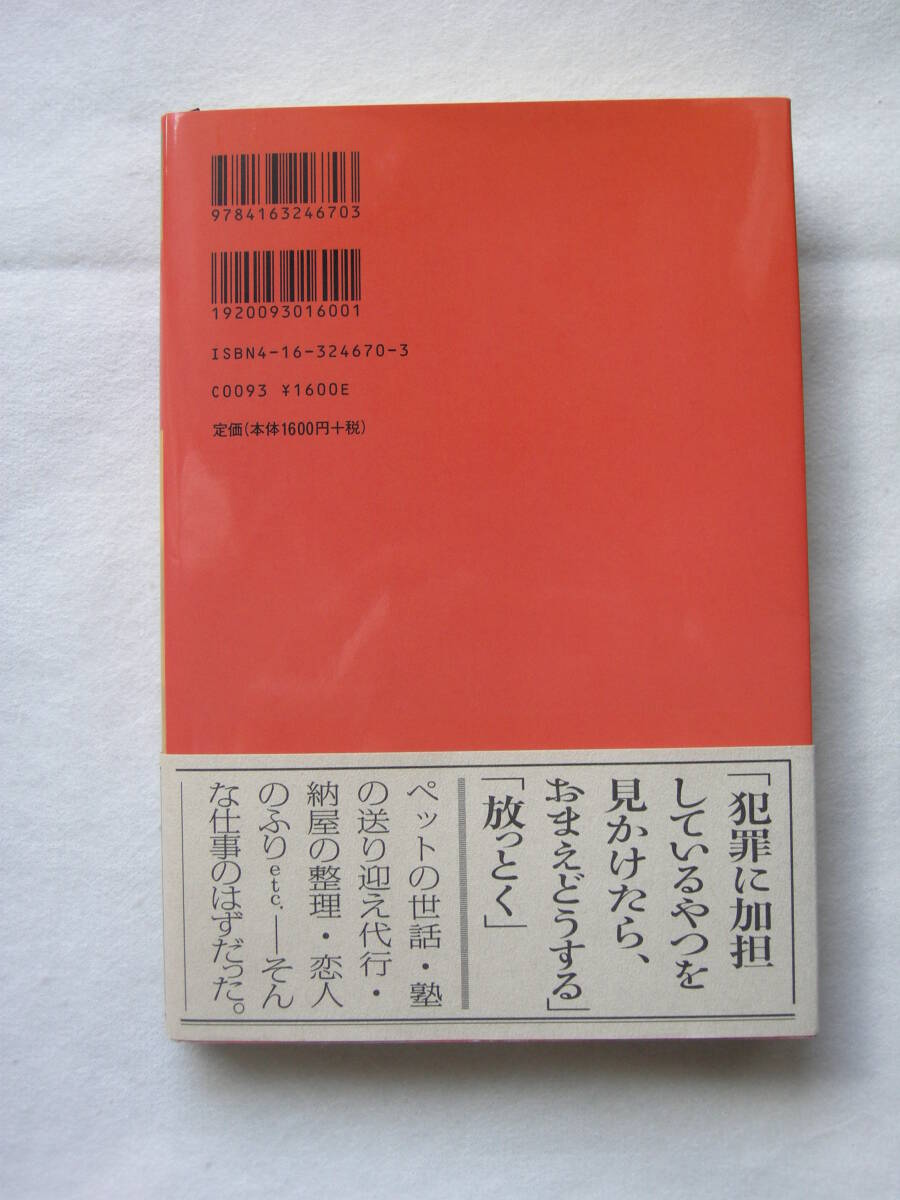 9784163246703
1920093016001
ISBN4-16-324670-3
C0093 ¥1600E
定価(本体1600円+税)
「犯罪に加担
しているやつを
見かけたら、
おまえどうする」
「放っとく」
ペットの世話・塾
の送り迎え代行・
納屋の整理・恋人
のふりetc.―そん
な仕事のはずだった。